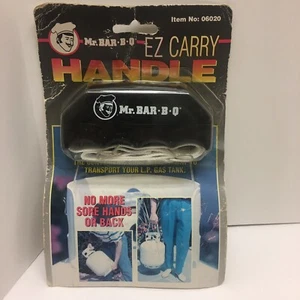 Item No: 06020
Mr. BAR·B·Q EZ CARRY
HANDLE
Mr. BAR·B·Q
TRANSPORT YOUR L.P. GAS TANK.
NO MORE
SORE HANDS
OR BACK